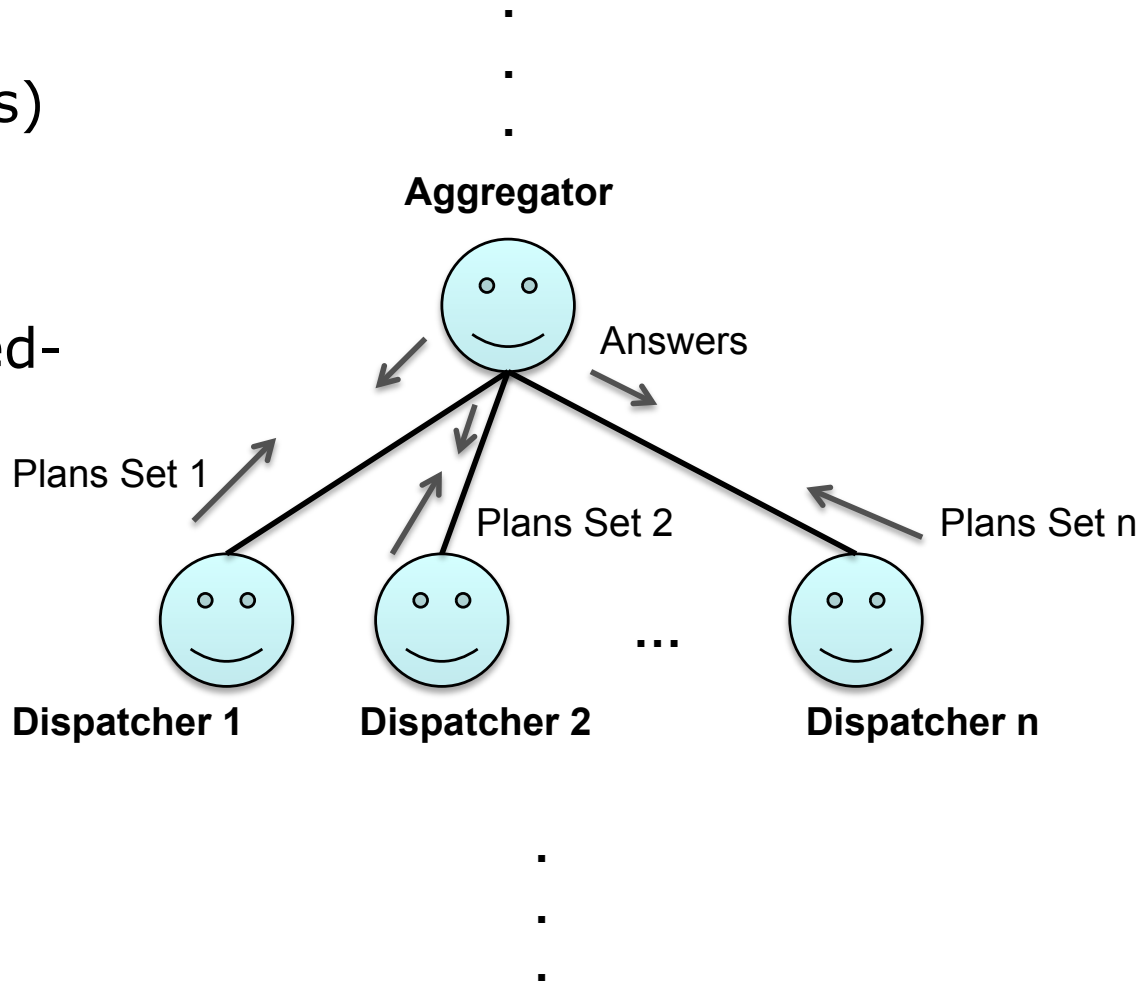 .
.
s)
.
Aggregator
ed-
Answers
Plans Set 1
Plans Set 2
Plans Set n
...
Dispatcher 1
Dispatcher 2
Dispatcher n
.
.
.